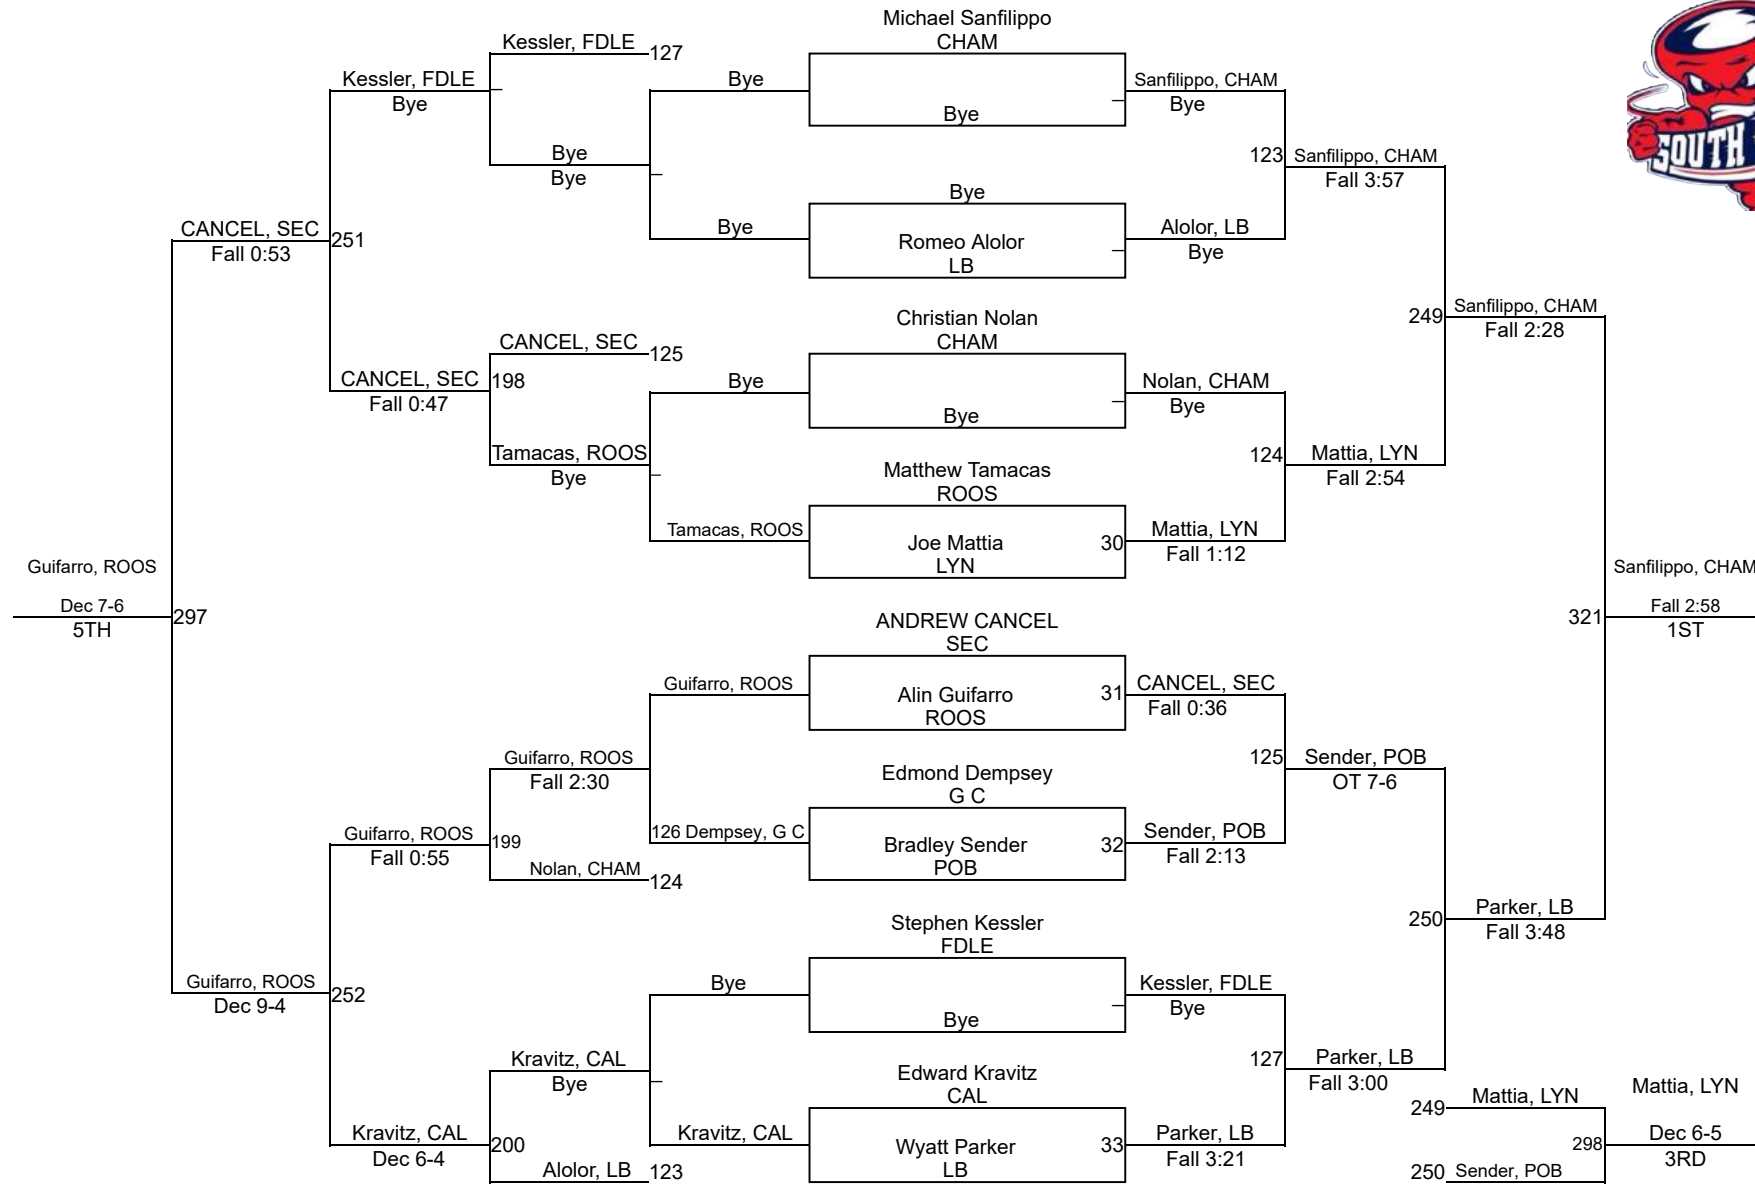 Michael Sanfilippo
CHAM
Kessler, FDLE
127
Kessler, FDLE
Bye
Bye
Bye
Sanfilippo, CHAM
Bye
Bye
Bye
123
Sanfilippo, CHAM
Fall 3:57
SOUTH
Bye
CANCEL, SEC
Fall 0:53
251
Bye
Romeo Alolor
LB
Alolor, LB
Bye
Christian Nolan
CHAM
249
Sanfilippo, CHAM
Fall 2:28
CANCEL, SEC
125
CANCEL, SEC
Fall 0:47
198
Bye
Bye
Nolan, CHAM
Bye
Tamacas, ROOS
Bye
124
Mattia, LYN
Fall 2:54
Matthew Tamacas
ROOS
Tamacas, ROOS
Joe Mattia
LYN
30
Mattia, LYN
Fall 1:12
Guifarro, ROOS
Dec 7-6
5TH
297
Sanfilippo, CHAM
321
Fall 2:58
1ST
ANDREW CANCEL
SEC
Guifarro, ROOS
Alin Guifarro
ROOS
31
CANCEL, SEC
Fall 0:36
Guifarro, ROOS
Fall 2:30
125
Sender, POB
OT 7-6
Edmond Dempsey
G C
Guifarro, ROOS
Fall 0:55
199
126 Dempsey, G C
Bradley Sender
POB
32
Sender, POB
Fall 2:13
Nolan, CHAM
124
Stephen Kessler
FDLE
250
Parker, LB
Fall 3:48
Guifarro, ROOS
Dec 9-4
252
Bye
Bye
Kessler, FDLE
Bye
Kravitz, CAL
Bye
127
Parker, LB
Fall 3:00
Edward Kravitz
CAL
249
Mattia, LYN
Mattia, LYN
Kravitz, CAL
Dec 6-4
200
Kravitz, CAL
Wyatt Parker
LB
33
Parker, LB
Fall 3:21
298
Dec 6-5
3RD
Alolor, LB
123
250
Sender, POB